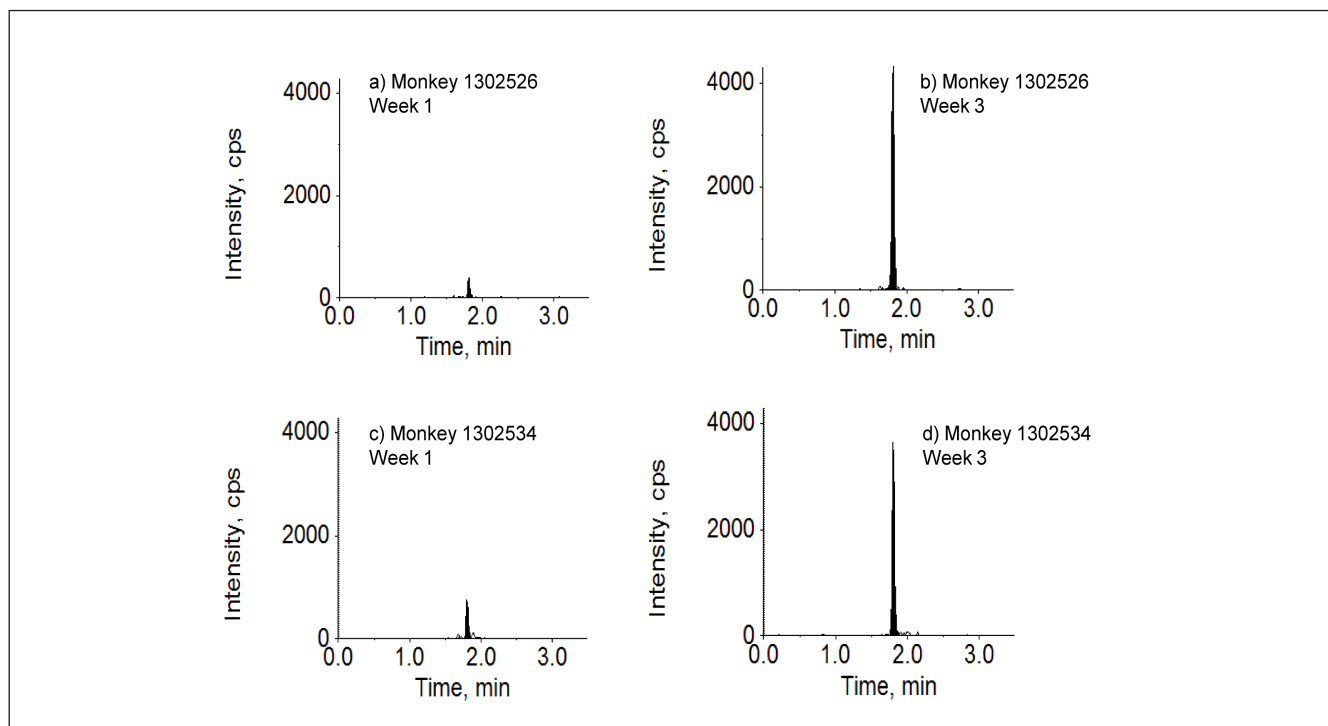 a) Monkey 1302526
Week 1
Intensity, cps
4000
2000
0
0.0 1.0 2.0 3.0
Time, min
b) Monkey 1302526
Week 3
Intensity, cps
4000
2000
0
0.0 1.0 2.0 3.0
Time, min
c) Monkey 1302534
Week 1
Intensity, cps
4000
2000
0
0.0 1.0 2.0 3.0
Time, min
d) Monkey 1302534
Week 3
Intensity, cps
4000
2000
0
0.0 1.0 2.0 3.0
Time, min